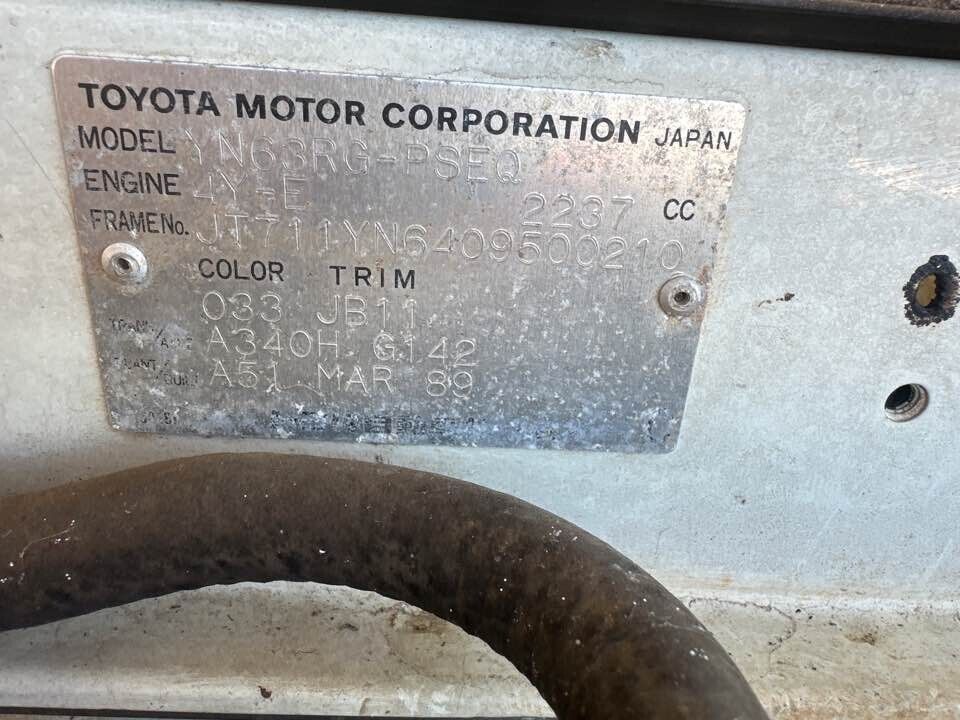 TOYOTA MOTOR CORPORATION JAPAN
MODEL YN63RG-PSEQ
ENGINE 4Y-E 2237 CC
FRAME No. JT711YN6409500210
COLOR TRIM
033 JB11
A340H G142
A51 MAR 89